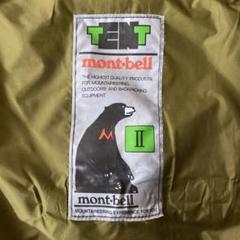 TENT
mont-bell
THE HIGHEST QUALITY PRODUCTS
FOR MOUNTAINEERING,
OUTDOORS AND BACKPACKING
EQUIPMENT
II
mont-bell
MOUNTAINEERING EXPERIENCE FOR